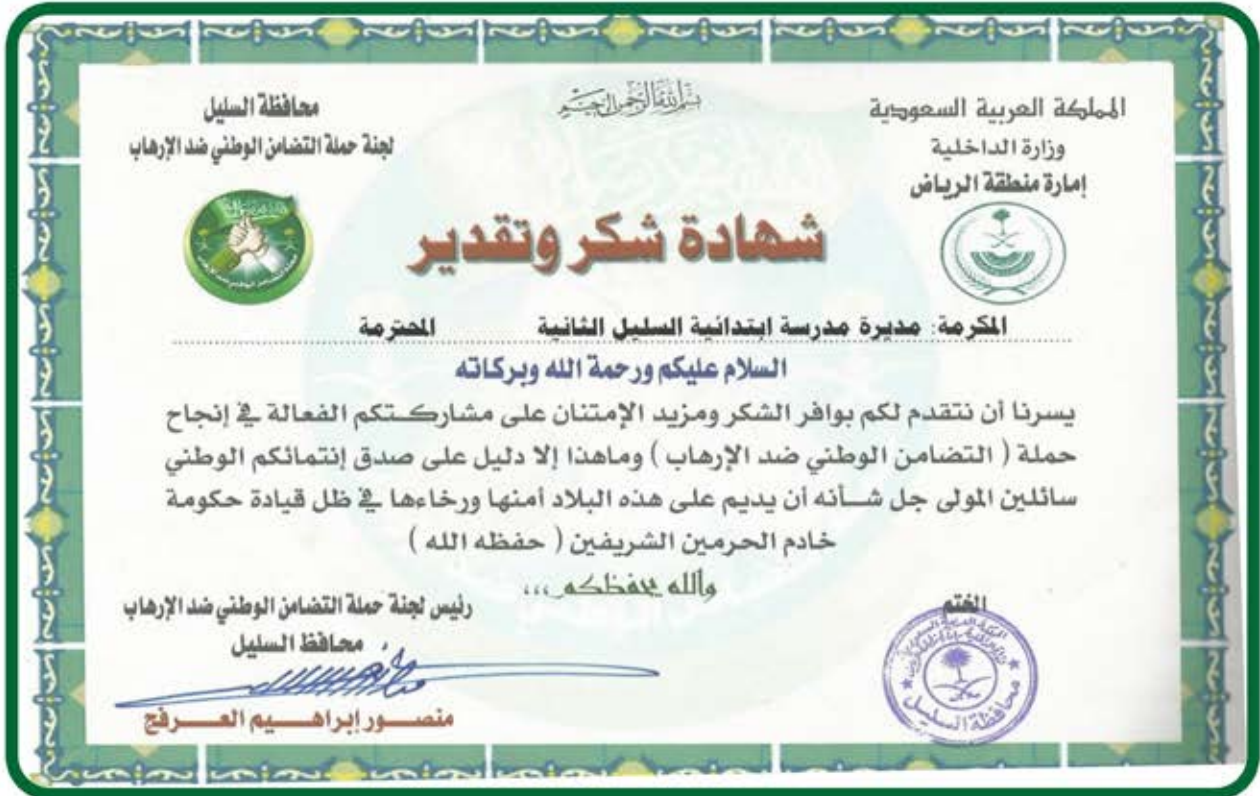 بسم الله الرحمن الرحيم
المملكة العربية السعودية
وزارة الداخلية
إمارة منطقة الرياض
محافظة السليل
لجنة حملة التضامن الوطني ضد الإرهاب
شهادة شكر وتقدير
المكرمة: مديرة مدرسة ابتدائية السليل الثانية المحترمة
السلام عليكم ورحمة الله وبركاته
يسرنا أن نتقدم لكم بوافر الشكر ومزيد الإمتنان على مشاركتكم الفعالة في إنجاح
حملة ( التضامن الوطني ضد الإرهاب ) وماهذا إلا دليل على صدق إنتمائكم الوطني
سائلين المولى جل شأنه أن يديم على هذه البلاد أمنها ورخاءها في ظل قيادة حكومة
خادم الحرمين الشريفين ( حفظه الله )
والله يحفظكم,,,
الختم
محافظة السليل
رئيس لجنة حملة التضامن الوطني ضد الإرهاب
محافظ السليل
منصور إبراهيم العرفج